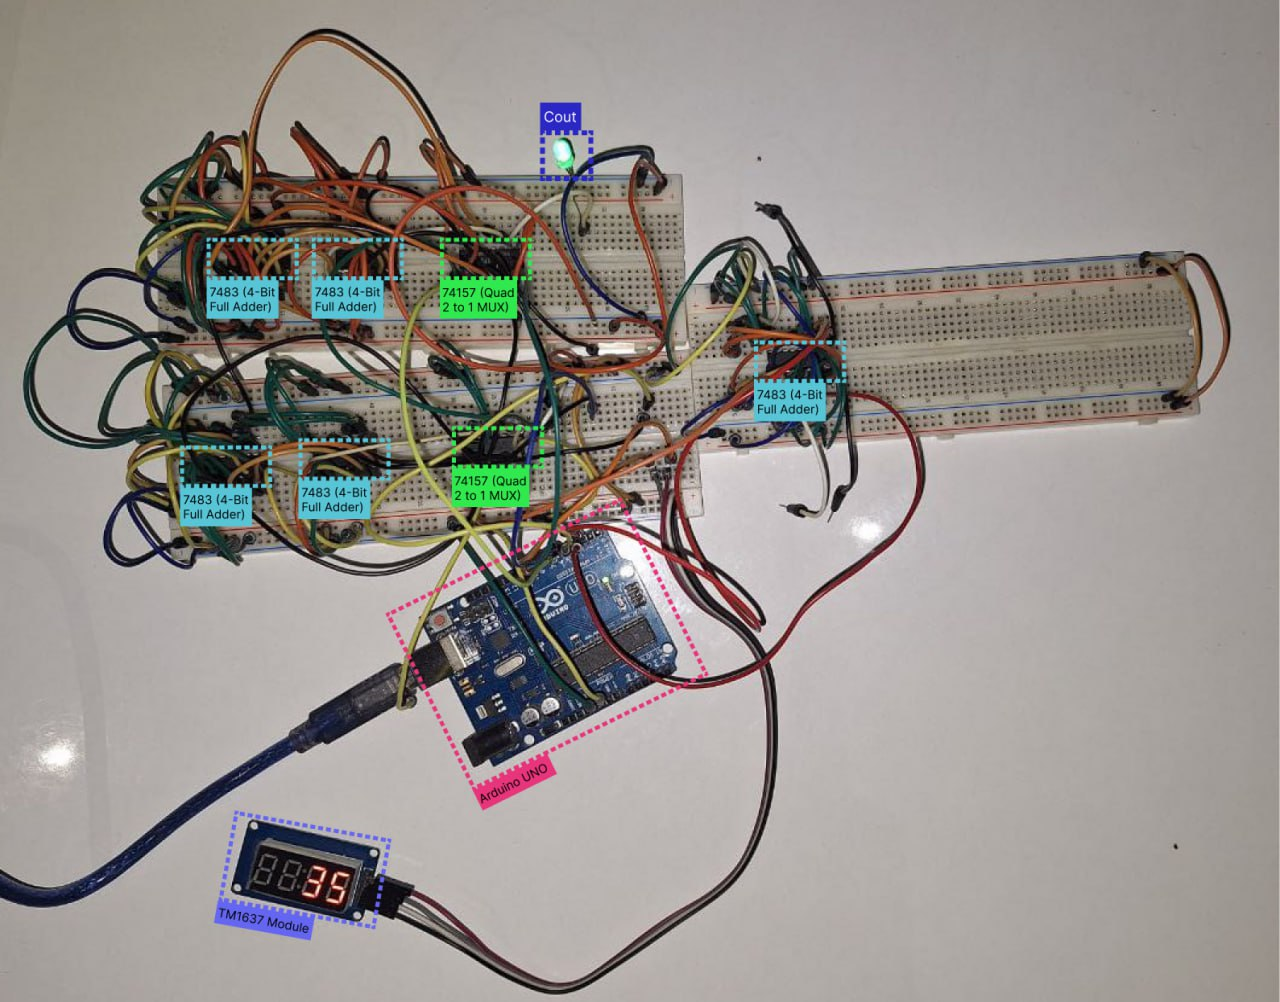 Cout
7483 (4-Bit
Full Adder)
7483 (4-Bit
Full Adder)
74157 (Quad
2 to 1 MUX)
7483 (4-Bit
Full Adder)
7483 (4-Bit
Full Adder)
7483 (4-Bit
Full Adder)
74157 (Quad
2 to 1 MUX)
UNO
ARDUINO
Arduino UNO
35
TM1637 Module